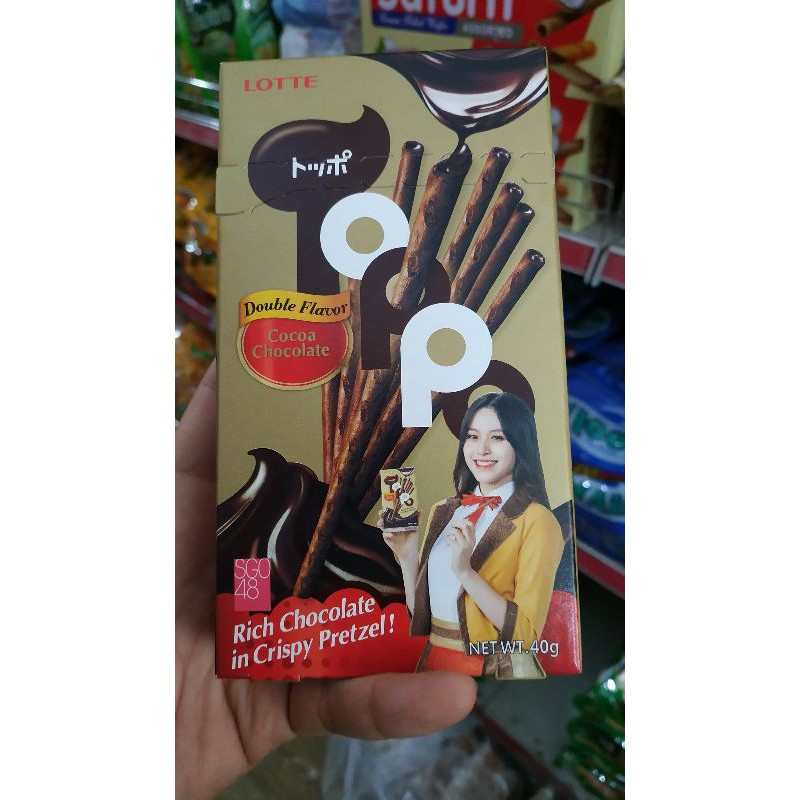 LOTTE
トッポ
Toppo
Double Flavor
Cocoa
Chocolate
SGO
48
Rich Chocolate
in Crispy Pretzel!
NET WT. 40g